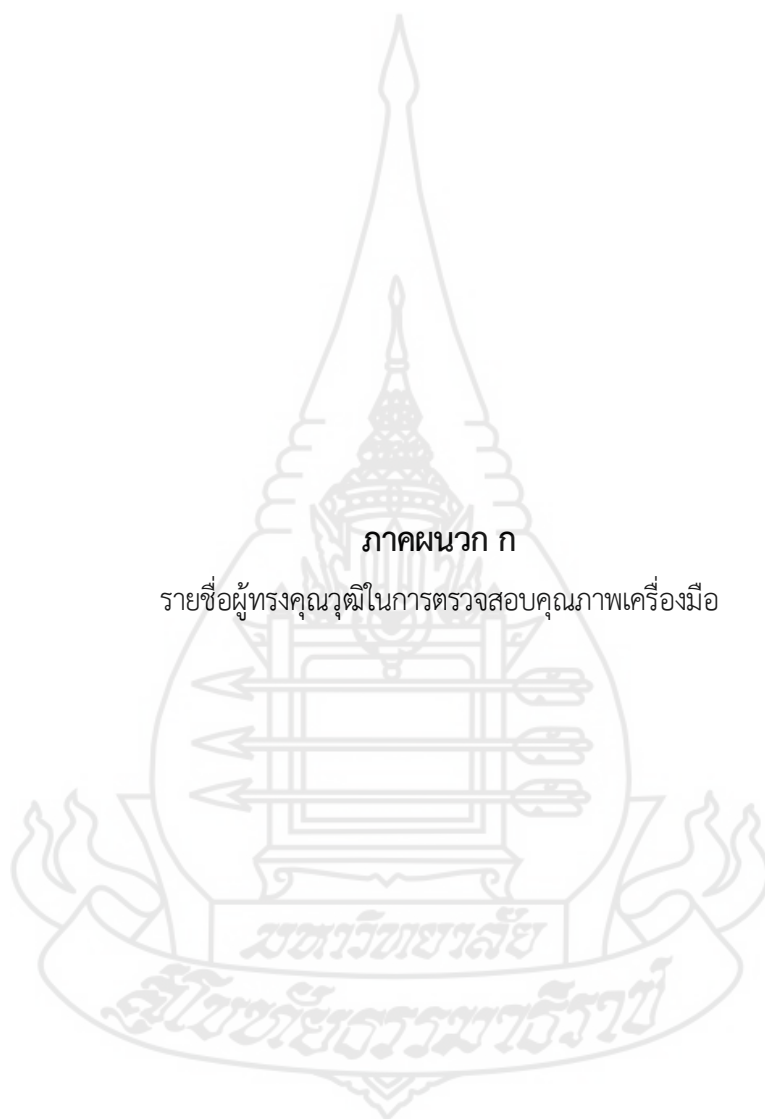 ภาคผนวก ก
รายชื่อผู้ทรงคุณวุฒิในการตรวจสอบคุณภาพเครื่องมือ
มหาวิทยาลัย
สุโขทัยธรรมาธิราช